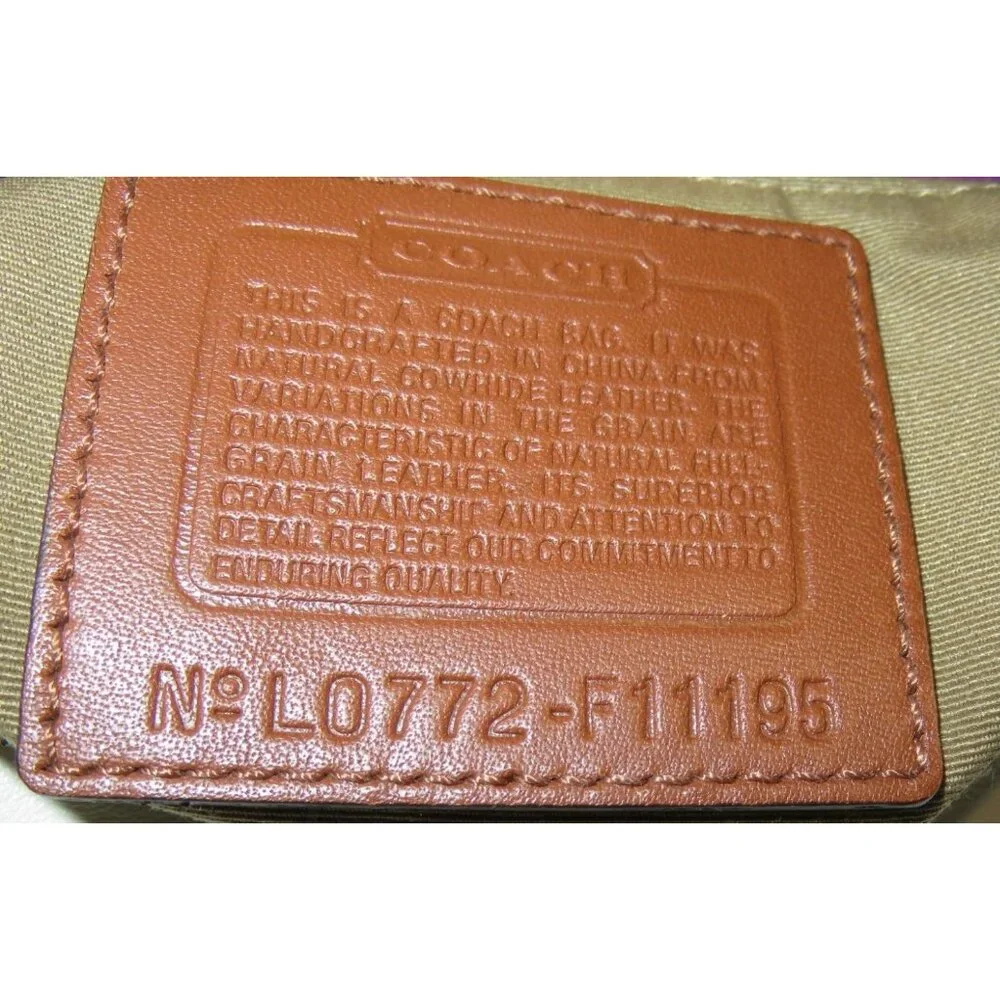 COACH
THIS IS A COACH BAG. IT WAS
HANDCRAFTED IN CHINA FROM
NATURAL COWHIDE LEATHER. THE
VARIATIONS IN THE GRAIN ARE
CHARACTERISTIC OF NATURAL FULL
GRAIN LEATHER. ITS SUPERIOR
CRAFTSMANSHIP AND ATTENTION TO
DETAIL REFLECT OUR COMMITMENT TO
ENDURING QUALITY.
Nº L0772-F11195